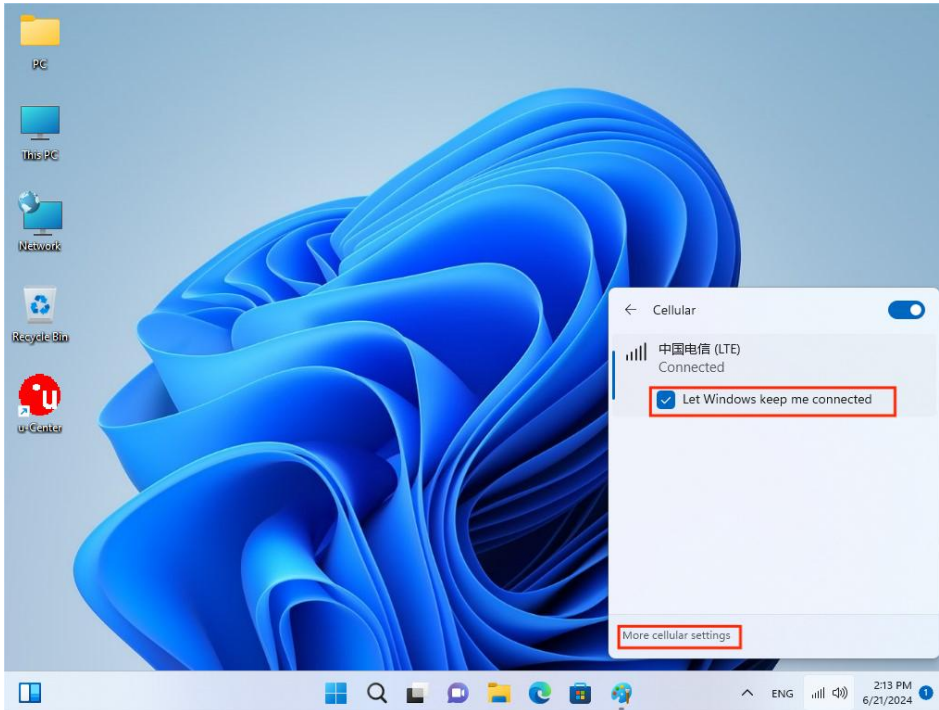 PC
This PC
Network
Recycle Bin
u
u-Center
Cellular
中国电信 (LTE)
Connected
Let Windows keep me connected
More cellular settings
ENG
2:13 PM
6/21/2024
1